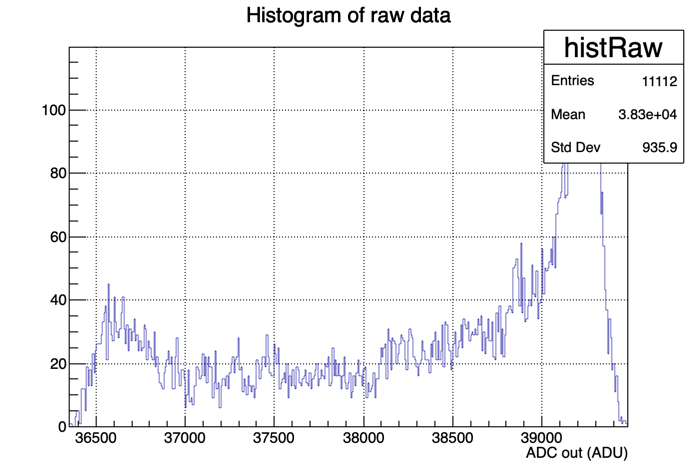 Histogram of raw data
histRaw
Entries 11112
Mean 3.83e+04
Std Dev 935.9
100
80
60
40
20
0
36500 37000 37500 38000 38500 39000
ADC out (ADU)